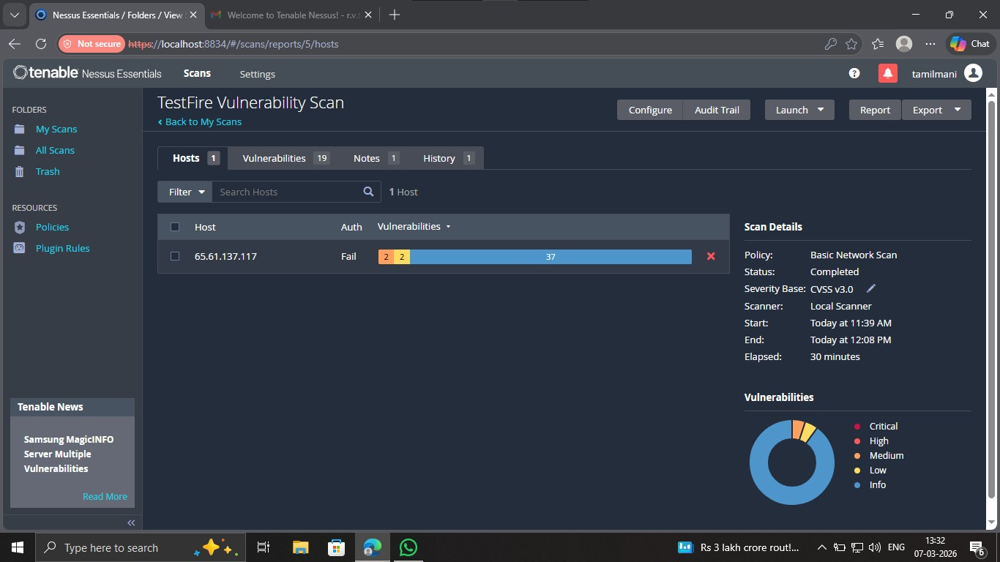 Nessus Essentials / Folders / View
Welcome to Tenable Nessus! - r.v.
Not secure https://localhost:8834/#/scans/reports/5/hosts
Chat
tenable Nessus Essentials
Scans
Settings
tamilmani
FOLDERS
My Scans
All Scans
Trash
RESOURCES
Policies
Plugin Rules
Tenable News
Samsung MagicINFO
Server Multiple
Vulnerabilities
Read More
TestFire Vulnerability Scan
Back to My Scans
Configure
Audit Trail
Launch
Report
Export
Hosts 1
Vulnerabilities 19
Notes 1
History 1
Filter
Search Hosts
1 Host
Host Auth Vulnerabilities
65.61.137.117 Fail 2 2 37
Scan Details
Policy: Basic Network Scan
Status: Completed
Severity Base: CVSS v3.0
Scanner: Local Scanner
Start: Today at 11:39 AM
End: Today at 12:08 PM
Elapsed: 30 minutes
Vulnerabilities
Critical
High
Medium
Low
Info
Type here to search
Rs 3 lakh crore rout!...
ENG
13:32
07-03-2026
6